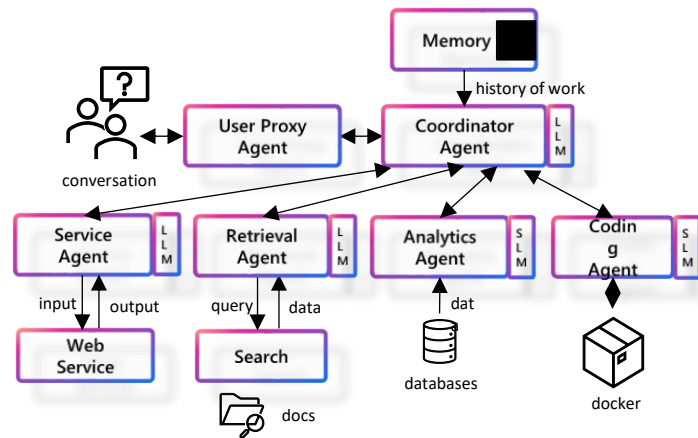 Memory
?
history of work
User Proxy
Agent
Coordinator
Agent
L
L
M
conversation
Service
Agent
L
L
M
Retrieval
Agent
L
L
M
Analytics
Agent
S
L
M
Codin
g
Agent
S
L
M
input
output
query
data
dat
Web
Service
Search
databases
docker
docs